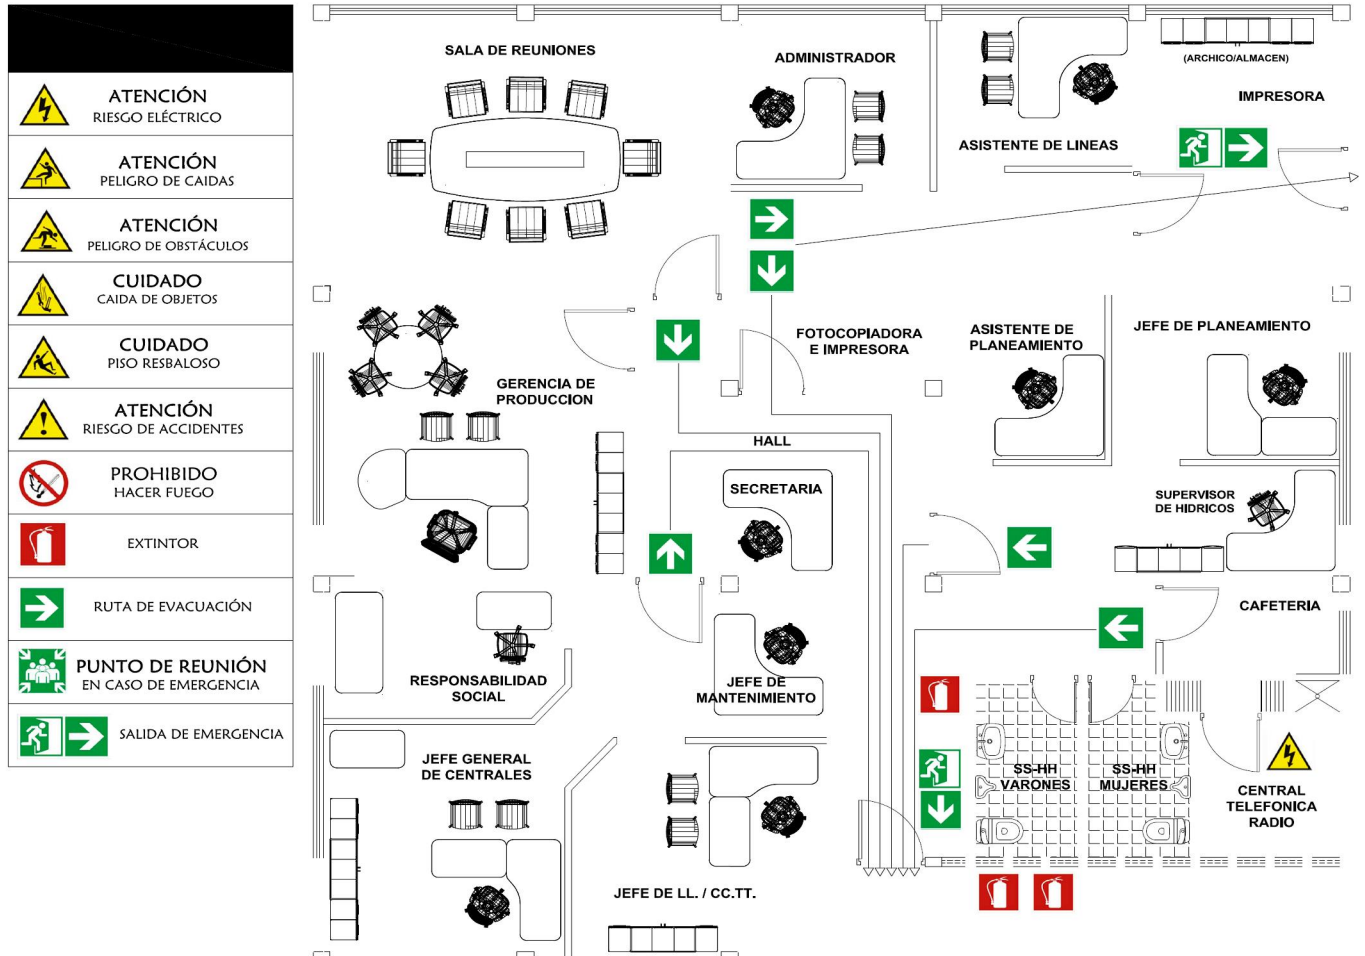 ATENCIÓN
RIESGO ELÉCTRICO
ATENCIÓN
PELIGRO DE CAIDAS
ATENCIÓN
PELIGRO DE OBSTÁCULOS
CUIDADO
CAIDA DE OBJETOS
CUIDADO
PISO RESBALOSO
ATENCIÓN
RIESGO DE ACCIDENTES
PROHIBIDO
HACER FUEGO
EXTINTOR
RUTA DE EVACUACIÓN
PUNTO DE REUNIÓN
EN CASO DE EMERGENCIA
SALIDA DE EMERGENCIA
SALA DE REUNIONES
ADMINISTRADOR
(ARCHICO/ALMACEN)
IMPRESORA
ASISTENTE DE LINEAS
FOTOCOPIADORA
E IMPRESORA
ASISTENTE DE
PLANEAMIENTO
JEFE DE PLANEAMIENTO
GERENCIA DE
PRODUCCION
HALL
SECRETARIA
SUPERVISOR
DE HIDRICOS
CAFETERIA
RESPONSABILIDAD
SOCIAL
JEFE DE
MANTENIMIENTO
JEFE GENERAL
DE CENTRALES
SS-HH
VARONES
SS-HH
MUJERES
CENTRAL
TELEFONICA
RADIO
JEFE DE LL. / CC.TT.